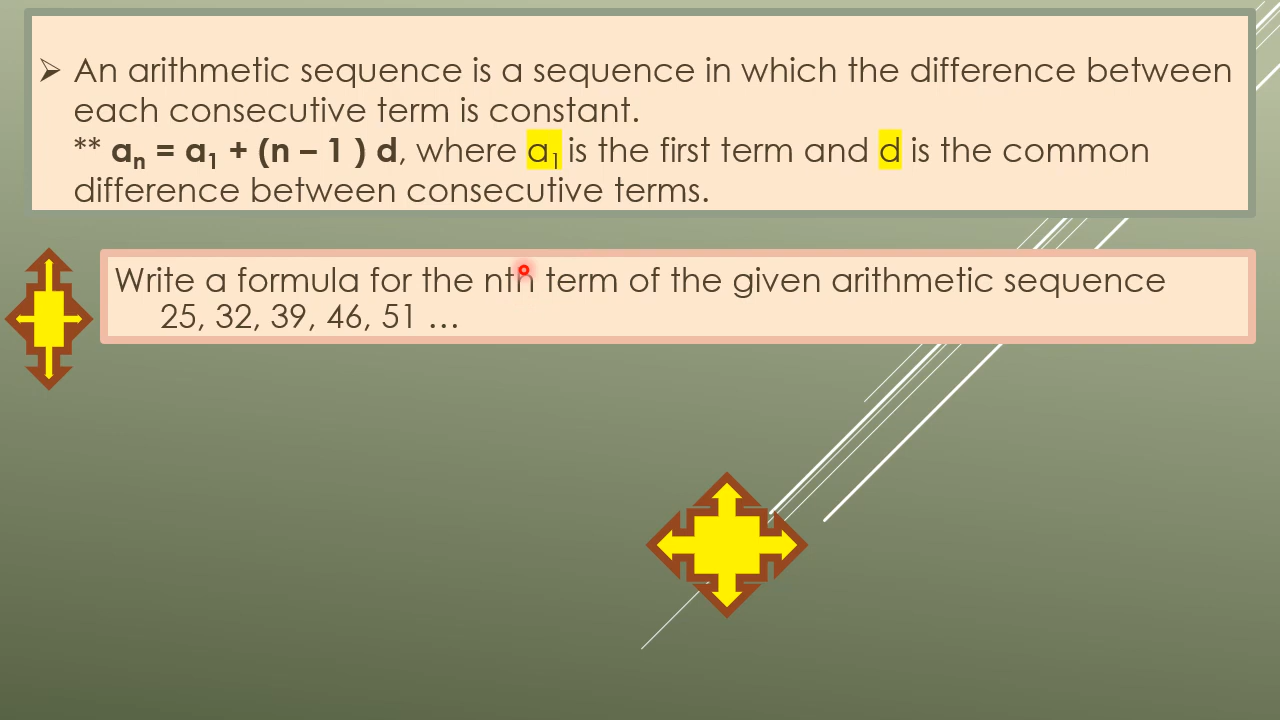 ➢ An arithmetic sequence is a sequence in which the difference between
each consecutive term is constant.
** aₙ = a₁ + (n – 1 ) d, where a₁ is the first term and d is the common
difference between consecutive terms.
Write a formula for the nth term of the given arithmetic sequence
25, 32, 39, 46, 51 …